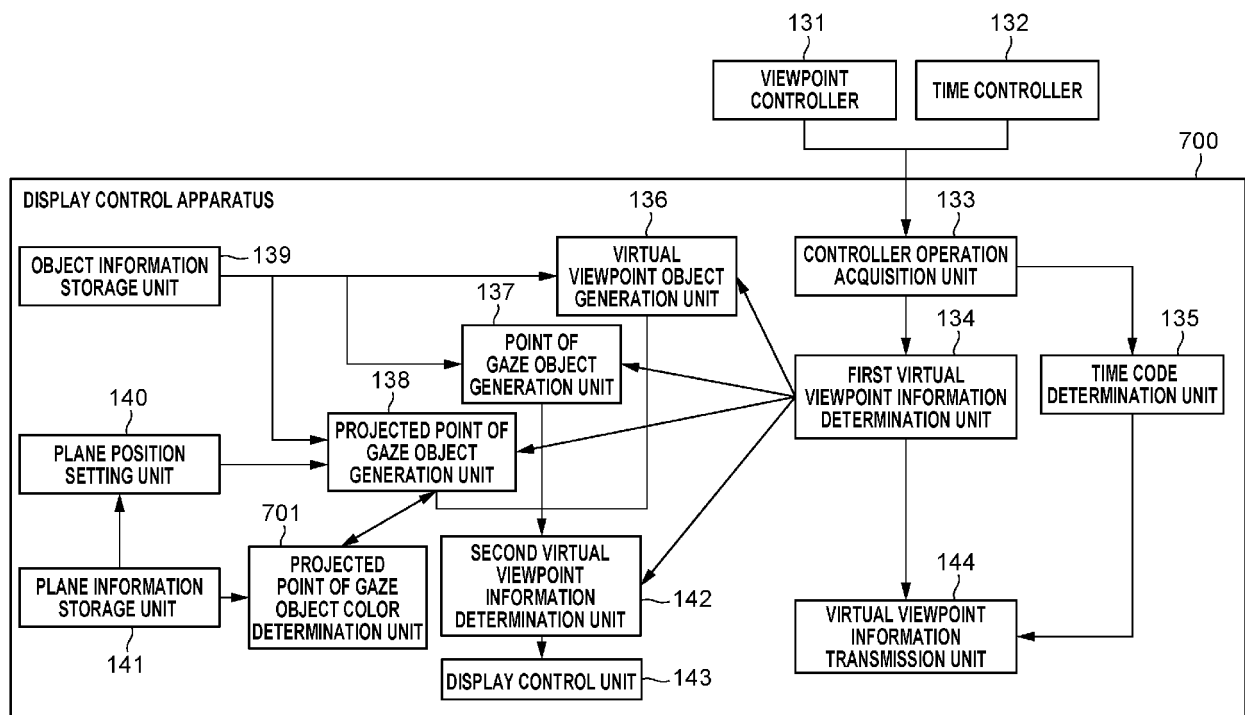 131
132
VIEWPOINT
CONTROLLER
TIME CONTROLLER
700
DISPLAY CONTROL APPARATUS
136
133
139
OBJECT INFORMATION
STORAGE UNIT
VIRTUAL
VIEWPOINT OBJECT
GENERATION UNIT
CONTROLLER OPERATION
ACQUISITION UNIT
137
134
135
POINT OF
GAZE OBJECT
GENERATION UNIT
FIRST VIRTUAL
VIEWPOINT INFORMATION
DETERMINATION UNIT
TIME CODE
DETERMINATION UNIT
138
140
PROJECTED POINT OF
GAZE OBJECT
GENERATION UNIT
PLANE POSITION
SETTING UNIT
701
PROJECTED
POINT OF GAZE
OBJECT COLOR
DETERMINATION UNIT
SECOND VIRTUAL
VIEWPOINT
INFORMATION
DETERMINATION UNIT
142
144
PLANE INFORMATION
STORAGE UNIT
141
VIRTUAL VIEWPOINT
INFORMATION
TRANSMISSION UNIT
DISPLAY CONTROL UNIT
143